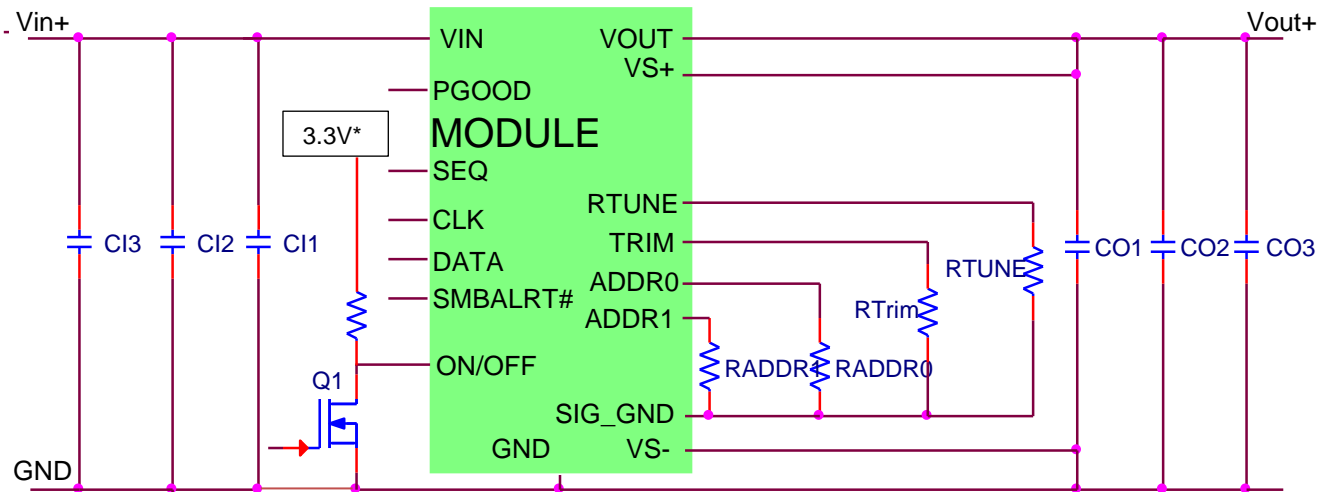 Vin+
Vout+
VIN
VOUT
VS+
PGOOD
3.3V*
MODULE
SEQ
CLK
DATA
SMBALRT#
ON/OFF
RTUNE
TRIM
ADDR0
ADDR1
RTUNE
RTrim
CI3
CI2
CI1
CO1
CO2
CO3
RADDR1
RADDR0
Q1
SIG_GND
GND
VS-
GND